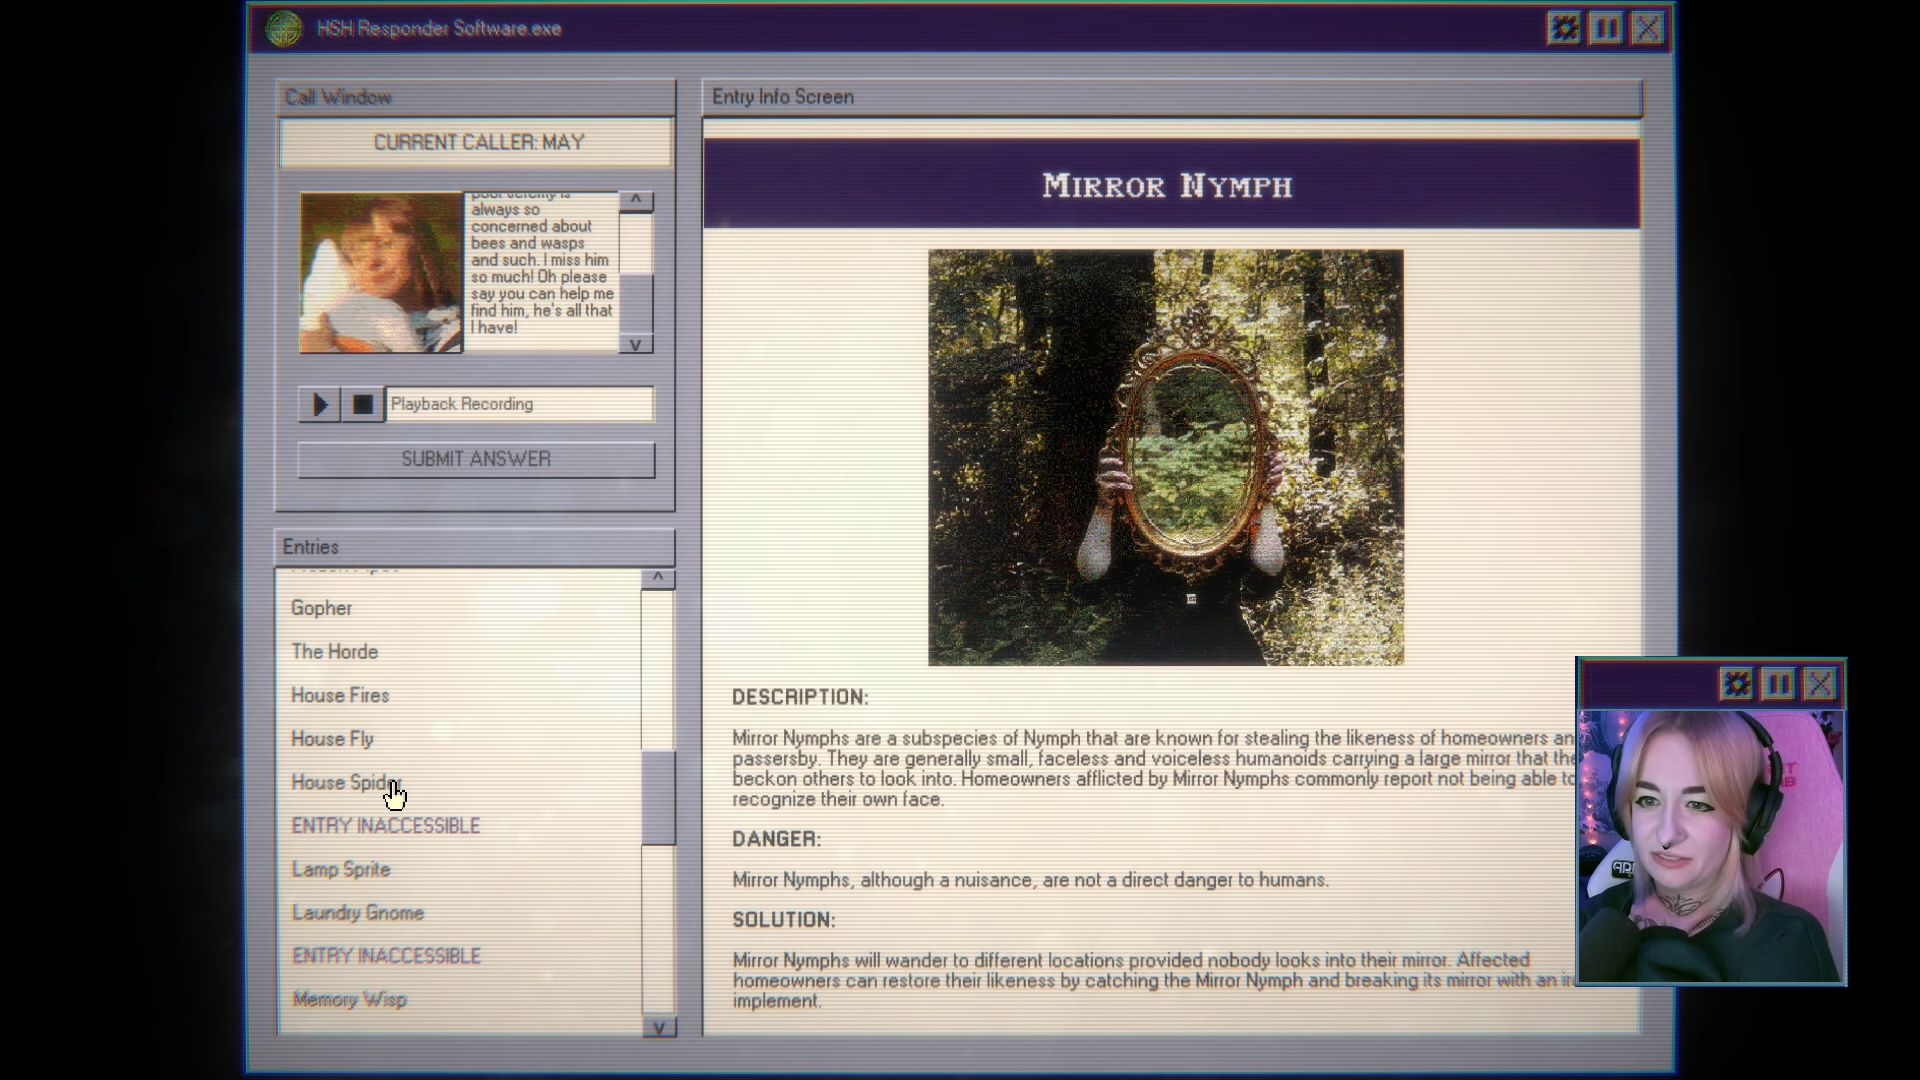 HSH Responder Software.exe
Call Window
CURRENT CALLER: MAY
always so
concerned about
bees and wasps
and such. I miss him
so much! Oh please
say you can help me
find him, he's all that
I have!
Playback Recording
SUBMIT ANSWER
Entries
Gopher
The Horde
House Fires
House Fly
House Spider
ENTRY INACCESSIBLE
Lamp Sprite
Laundry Gnome
ENTRY INACCESSIBLE
Memory Wisp
Entry Info Screen
MIRROR NYMPH
DESCRIPTION:
Mirror Nymphs are a subspecies of Nymph that are known for stealing the likeness of homeowners
passersby. They are generally small, faceless and voiceless humanoids carrying a large mirror that
beckon others to look into. Homeowners afflicted by Mirror Nymphs commonly report not being able to
recognize their own face.
DANGER:
Mirror Nymphs, although a nuisance, are not a direct danger to humans.
SOLUTION:
Mirror Nymphs will wander to different locations provided nobody looks into their mirror. Affected
homeowners can restore their likeness by catching the Mirror Nymph and breaking its mirror with an
implement.